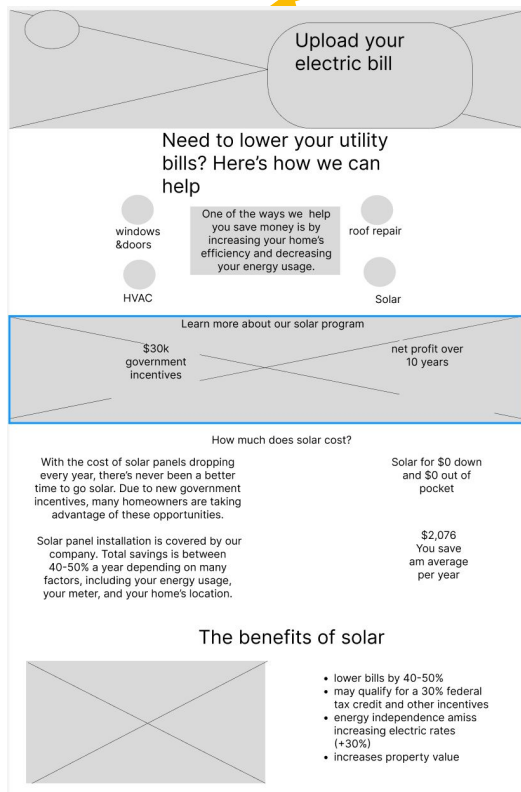 Upload your
electric bill
Need to lower your utility
bills? Here's how we can
help
windows
&doors
One of the ways we help
you save money is by
increasing your home's
efficiency and decreasing
your energy usage.
roof repair
HVAC
Solar
Learn more about our solar program
$30k
government
incentives
net profit over
10 years
How much does solar cost?
With the cost of solar panels dropping
every year, there's never been a better
time to go solar. Due to new government
incentives, many homeowners are taking
advantage of these opportunities.
Solar panel installation is covered by our
company. Total savings is between
40-50% a year depending on many
factors, including your energy usage,
your meter, and your home's location.
Solar for $0 down
and $0 out of
pocket
$2,076
You save
am average
per year
The benefits of solar
• lower bills by 40-50%
• may qualify for a 30% federal
tax credit and other incentives
• energy independence amiss
increasing electric rates
(+30%)
• increases property value